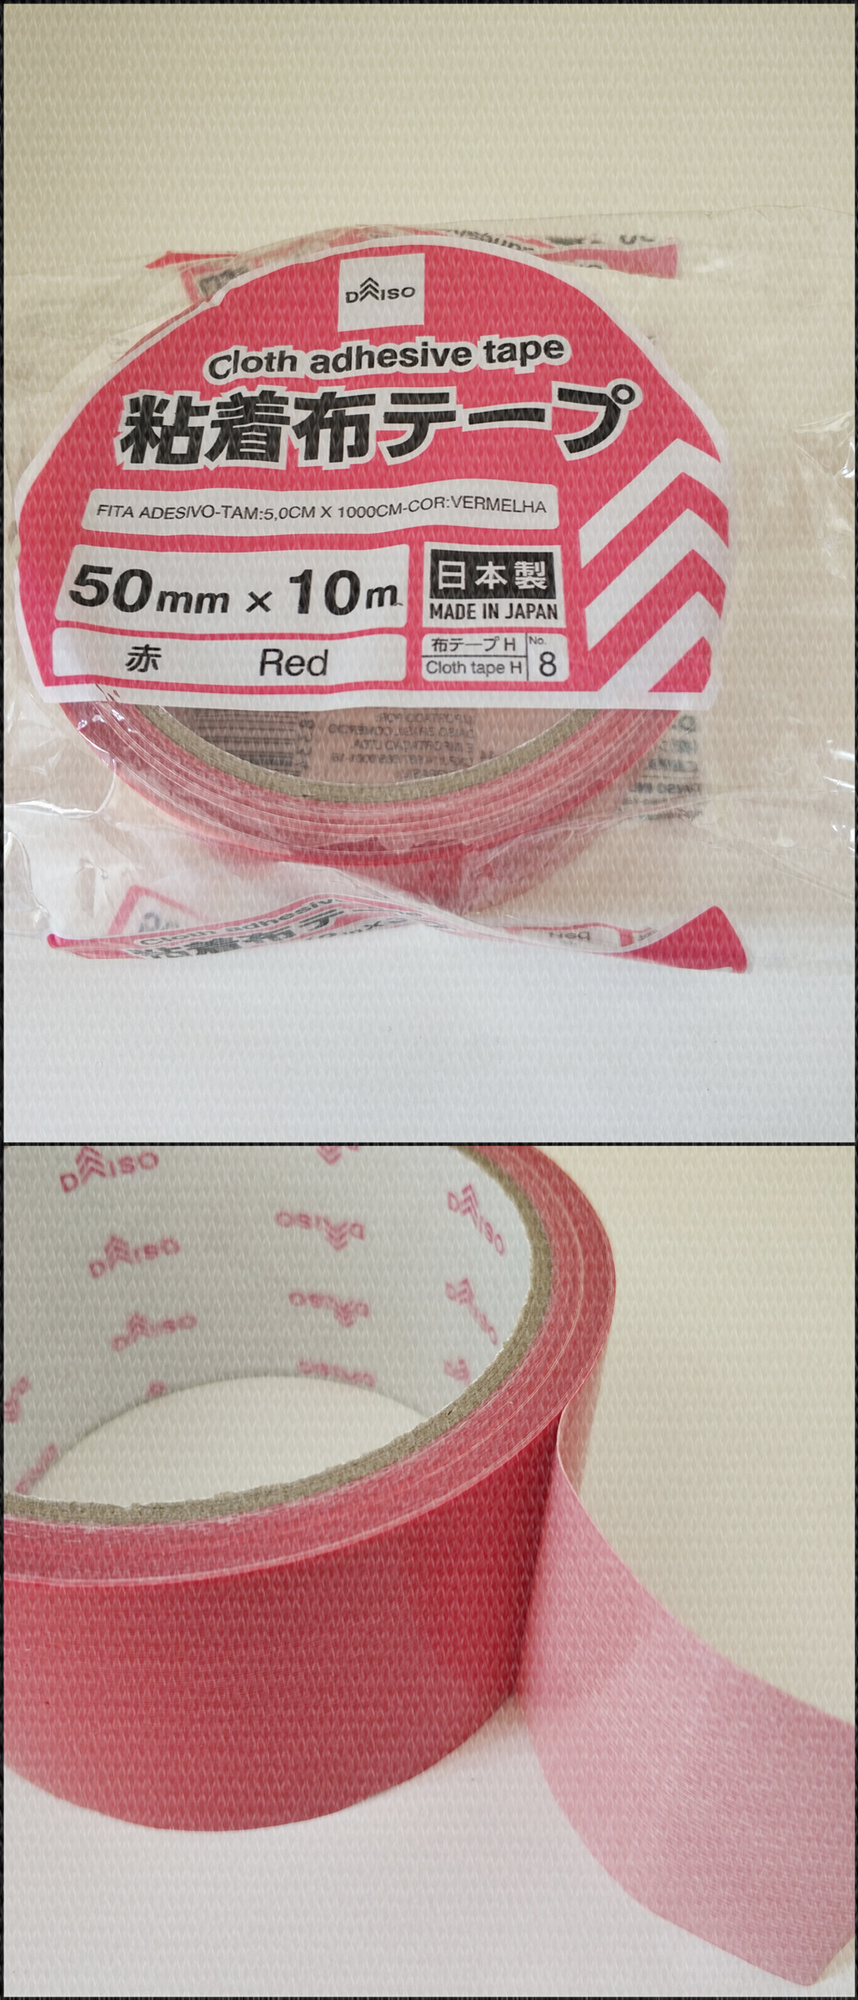 DAISO
Cloth adhesive tape
粘着布テープ
FITA ADESIVO-TAM:5,0CM X 1000CM-COR:VERMELHA
50mm × 10m
日本製
MADE IN JAPAN
赤 Red
布テープ H No.
Cloth tape H 8
Cloth adhesiv
粘着布テ
DAISO
DAISO
DAISO
DAISO
DAISO
DAISO